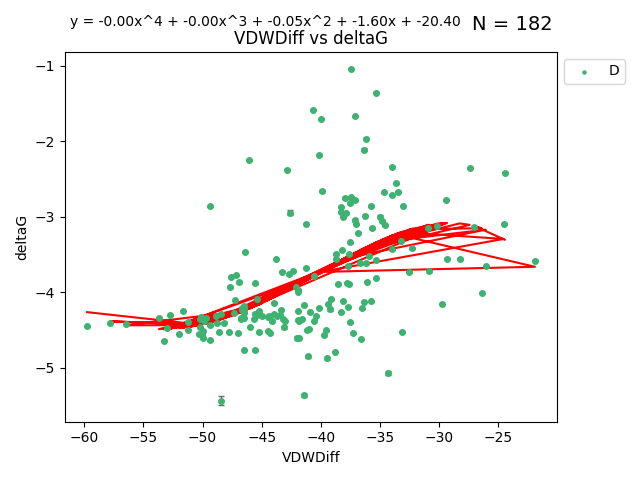 y = -0.00x^4 + -0.00x^3 + -0.05x^2 + -1.60x + -20.40
N = 182
VDWDiff vs deltaG
D
−1
−2
−3
−4
−5
deltaG
−60 −55 −50 −45 −40 −35 −30 −25
VDWDiff